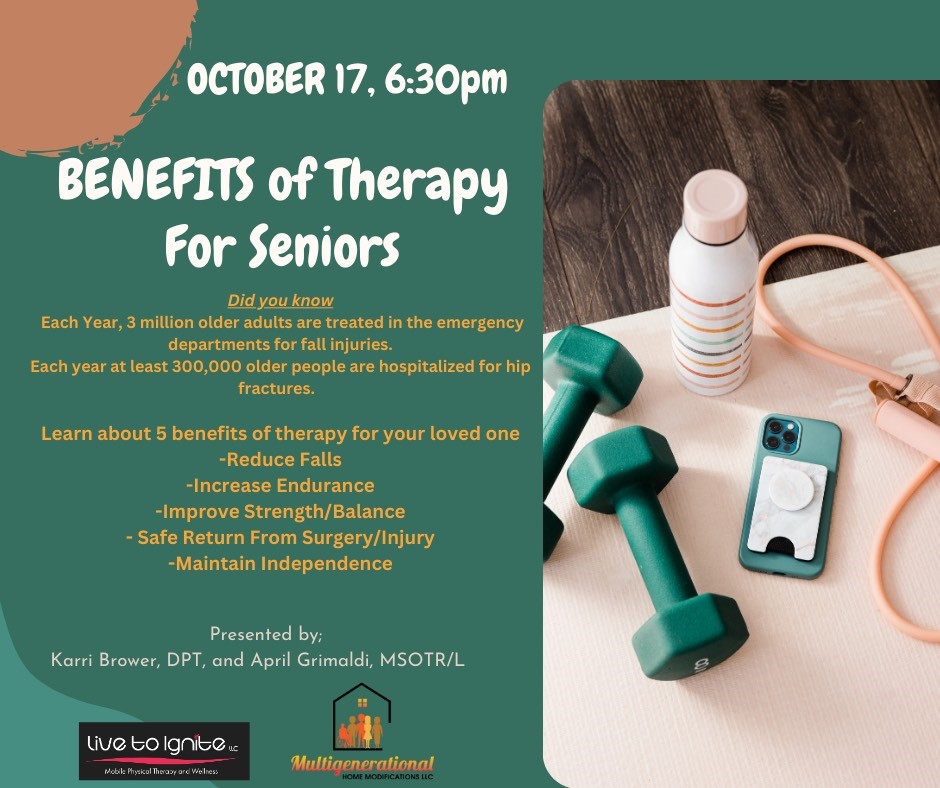 OCTOBER 17, 6:30pm
BENEFITS of Therapy
For Seniors
Did you know
Each Year, 3 million older adults are treated in the emergency
departments for fall injuries.
Each year at least 300,000 older people are hospitalized for hip
fractures.
Learn about 5 benefits of therapy for your loved one
-Reduce Falls
-Increase Endurance
-Improve Strength/Balance
- Safe Return From Surgery/Injury
-Maintain Independence
Presented by;
Karri Brower, DPT, and April Grimaldi, MSOTR/L
live to Ignite LLC
Mobile Physical Therapy and Wellness
Multigenerational
HOME MODIFICATIONS LLC
8